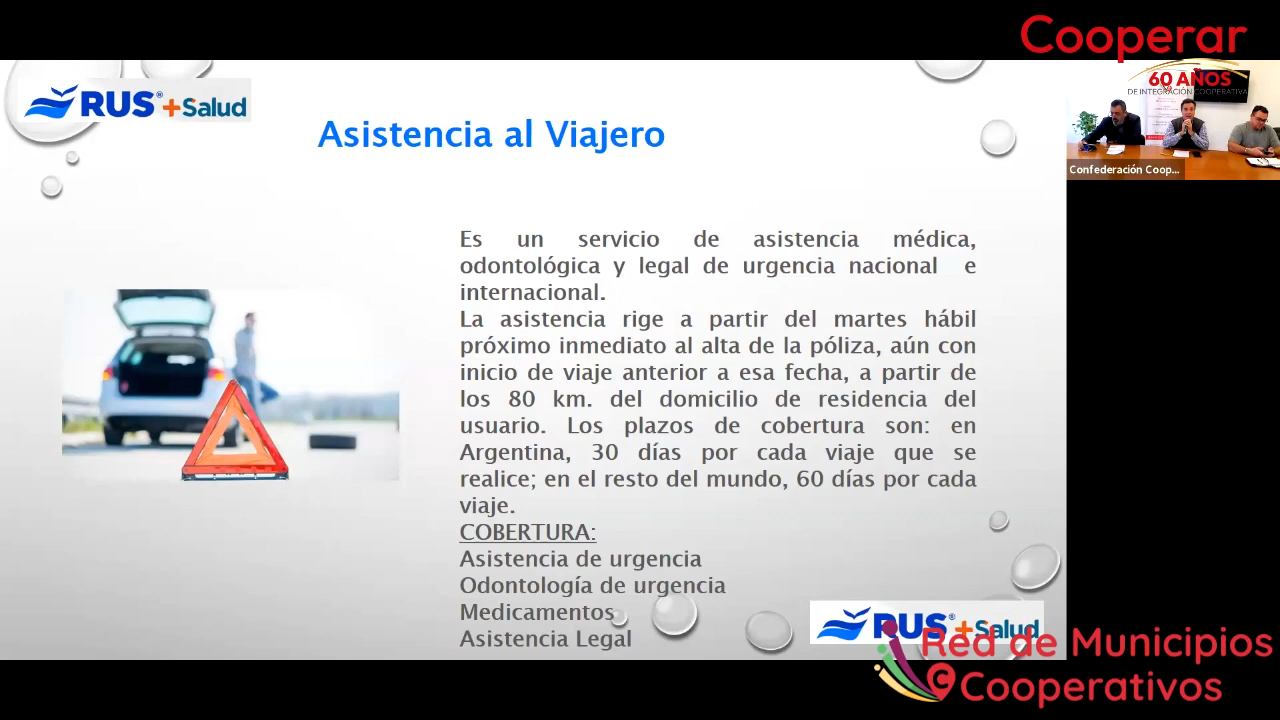 Cooperar
60 AÑOS
DE INTEGRACIÓN COOPERATIVA
RUS® +Salud
Asistencia al Viajero
Confederación Coop...
Es un servicio de asistencia médica,
odontológica y legal de urgencia nacional e
internacional.
La asistencia rige a partir del martes hábil
próximo inmediato al alta de la póliza, aún con
inicio de viaje anterior a esa fecha, a partir de
los 80 km. del domicilio de residencia del
usuario. Los plazos de cobertura son: en
Argentina, 30 días por cada viaje que se
realice; en el resto del mundo, 60 días por cada
viaje.
COBERTURA:
Asistencia de urgencia
Odontología de urgencia
Medicamentos
Asistencia Legal
RUS® +Salud
Red de Municipios
Cooperativos